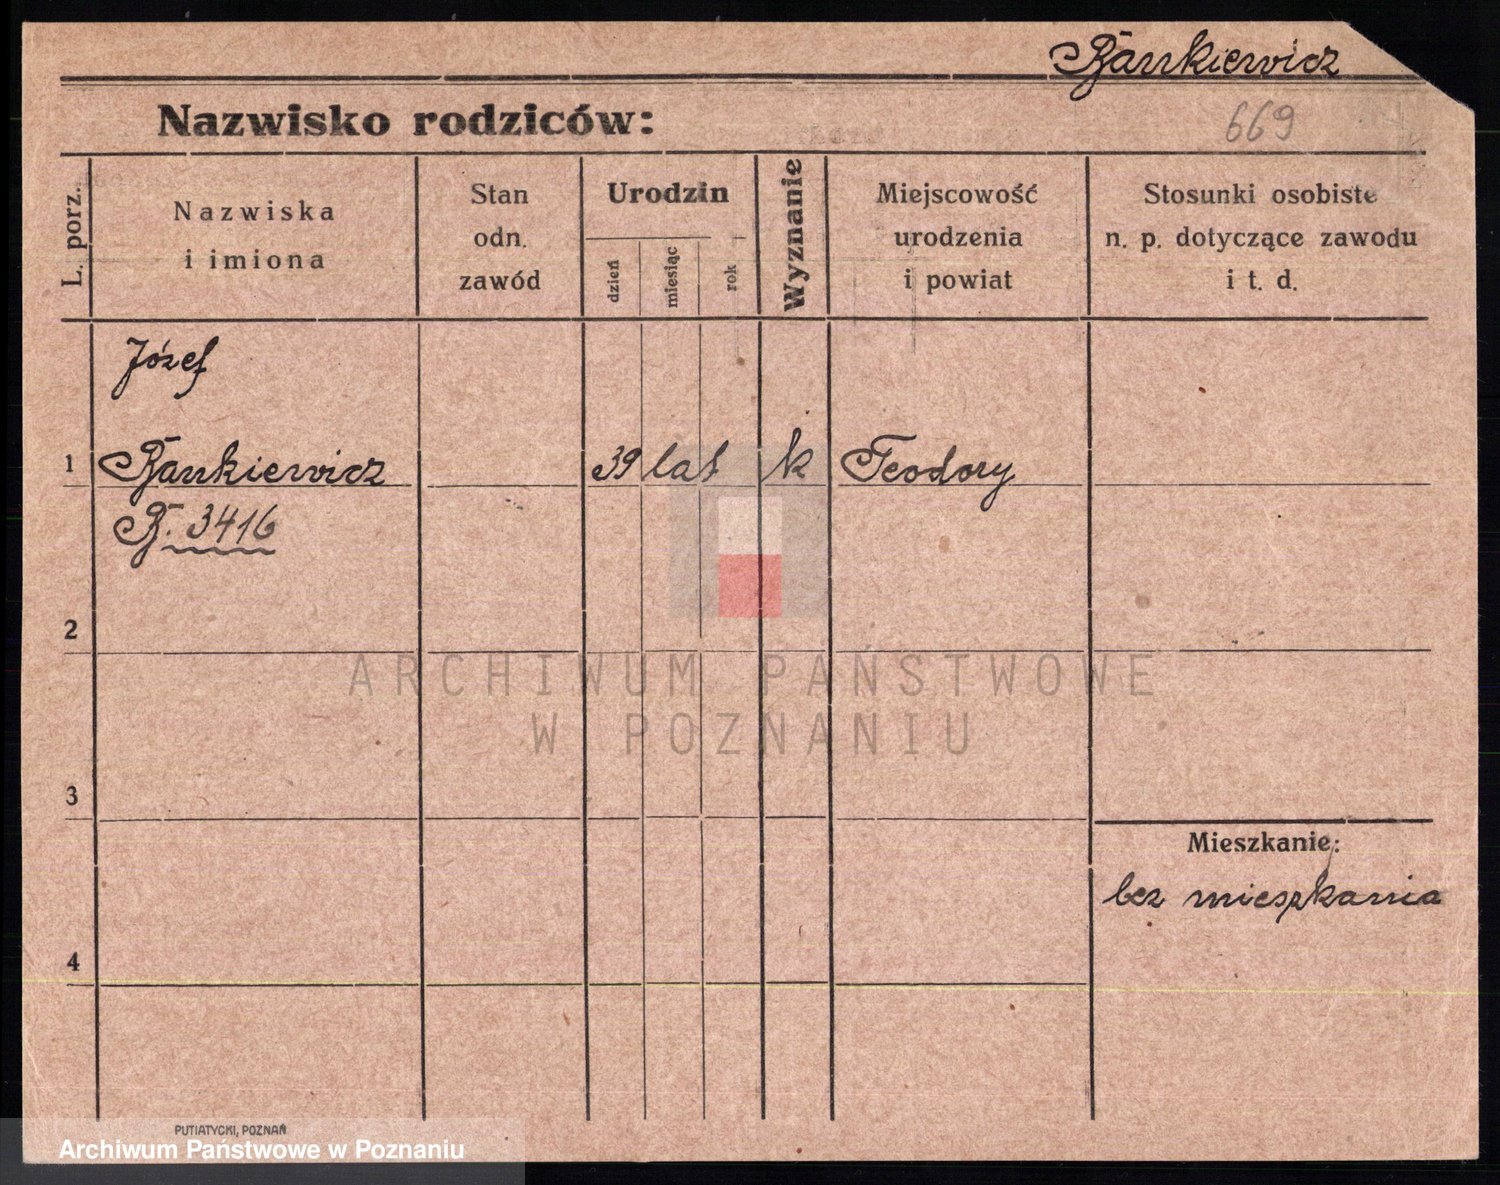 Bankiewicz
669
Nazwisko rodziców:
L. porz.
Nazwiska
i imiona
Stan
odn.
zawód
Urodzin
dzień
miesiąc
rok
Wyznanie
Miejscowość
urodzenia
i powiat
Stosunki osobiste
n. p. dotyczące zawodu
i t. d.
Józef
1 Bankiewicz 39 lat k Teodory
B. 3416
2
ARCHIWUM PAŃSTWOWE
W POZNANIU
3
Mieszkanie:
bez mieszkania
4
PUTIATYCKI, POZNAŃ
Archiwum Państwowe w Poznaniu